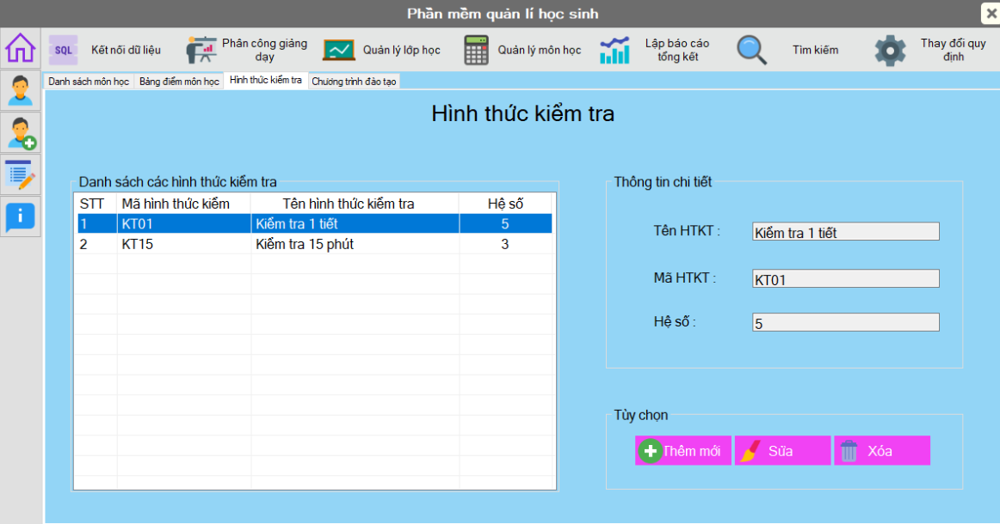 Phần mềm quản lí học sinh
SQL
Kết nối dữ liệu
Phân công giảng
dạy
Quản lý lớp học
Quản lý môn học
Lập báo cáo
tổng kết
Tìm kiếm
Thay đổi quy
định
Danh sách môn học
Bảng điểm môn học
Hình thức kiểm tra
Chương trình đào tạo
Hình thức kiểm tra
Danh sách các hình thức kiểm tra
STT Mã hình thức kiểm Tên hình thức kiểm tra Hệ số
1 KT01 Kiểm tra 1 tiết 5
2 KT15 Kiểm tra 15 phút 3
Thông tin chi tiết
Tên HTKT : Kiểm tra 1 tiết
Mã HTKT : KT01
Hệ số : 5
Tùy chọn
Thêm mới
Sửa
Xóa